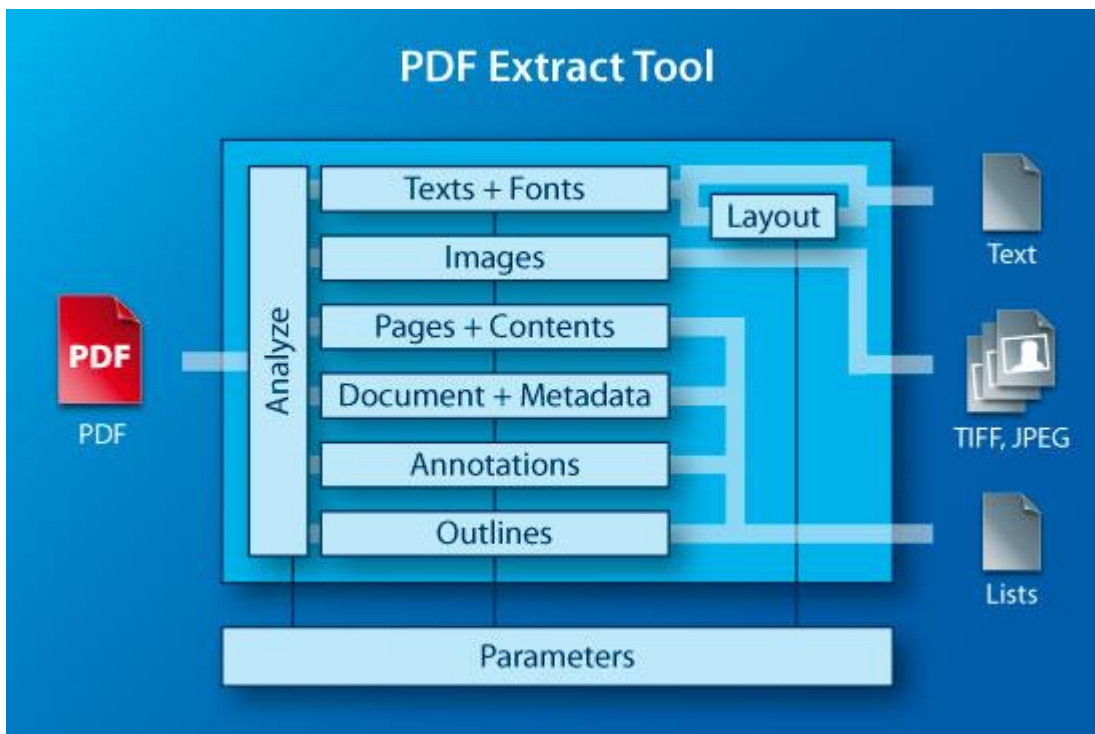 PDF Extract Tool
Texts + Fonts
Layout
Text
Images
Analyze
Pages + Contents
PDF
PDF
Document + Metadata
TIFF, JPEG
Annotations
Outlines
Lists
Parameters